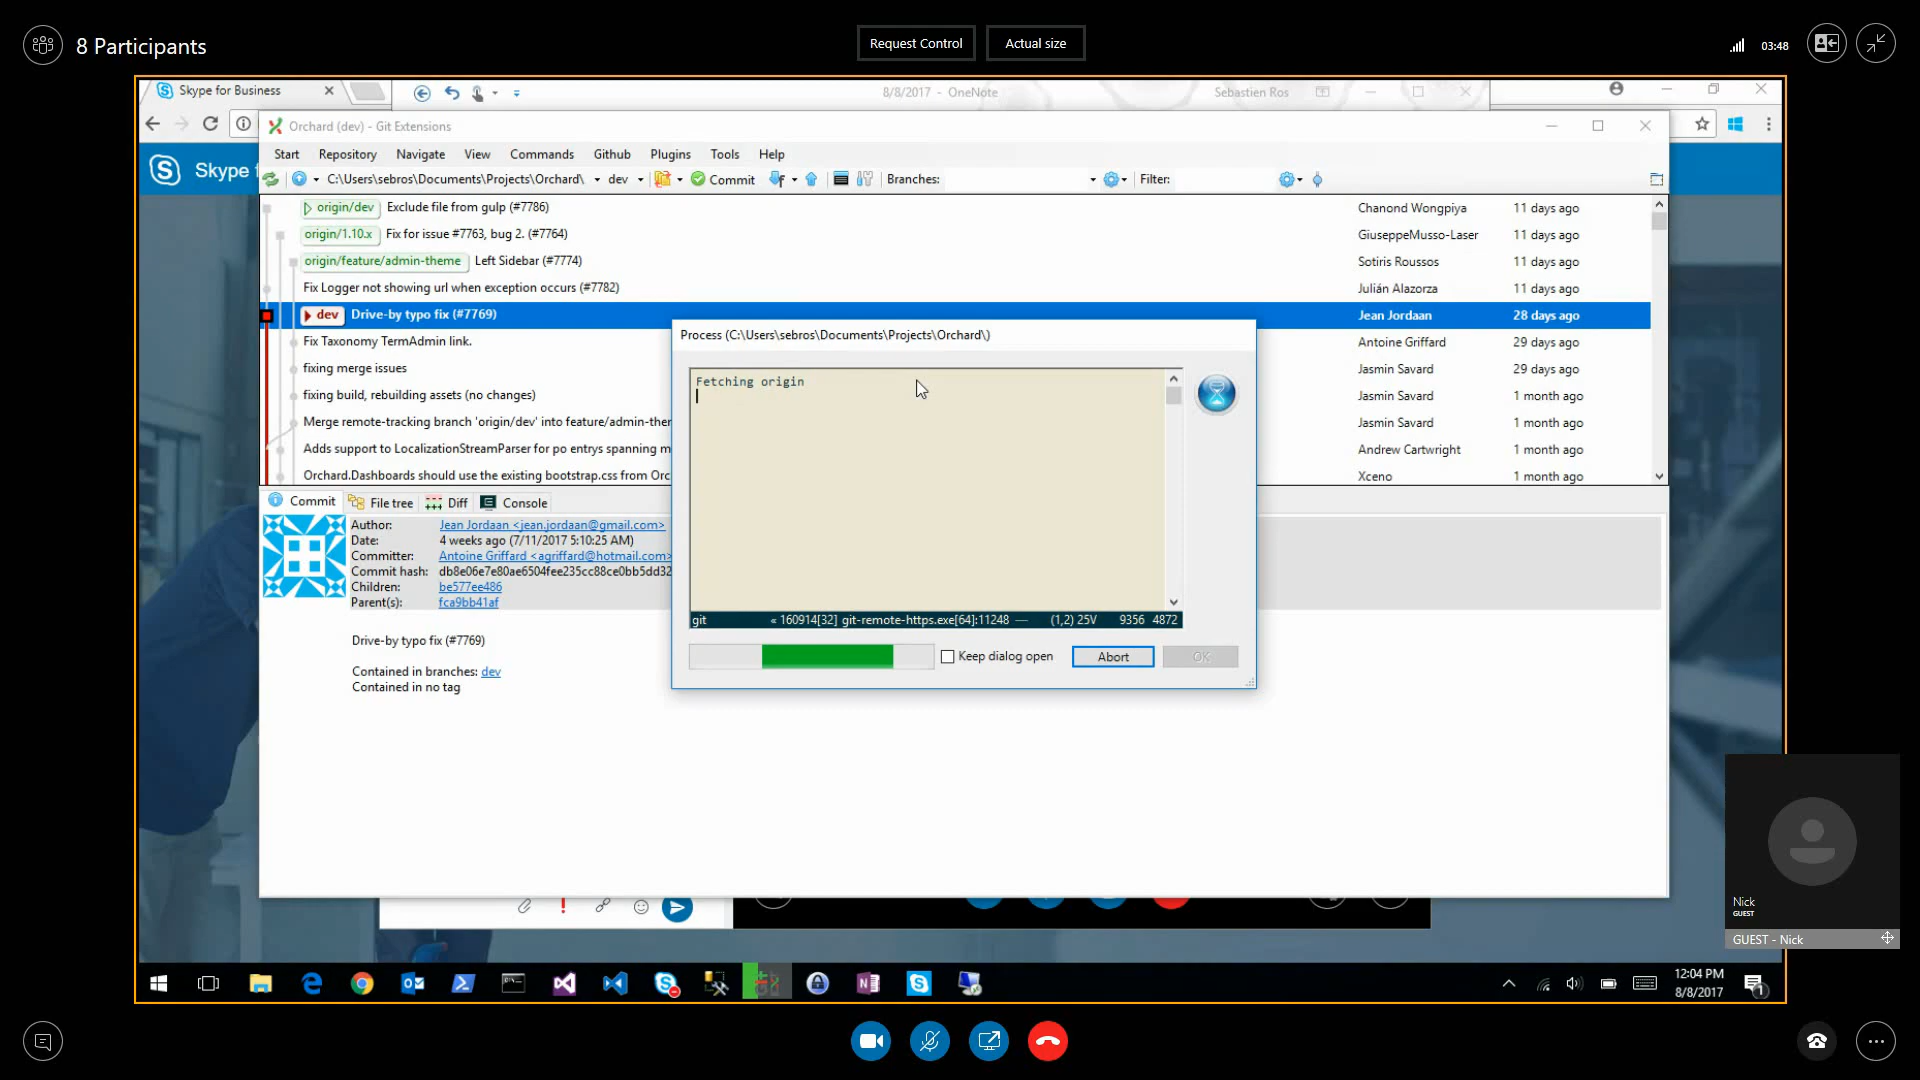 8 Participants
Request Control
Actual size
03:48
Skype for Business
8/8/2017 - OneNote
Sebastien Ros
Orchard (dev) - Git Extensions
Skype f
Start Repository Navigate View Commands Github Plugins Tools Help
C:\Users\sebros\Documents\Projects\Orchard\ dev Commit Branches: Filter:
origin/dev Exclude file from gulp (#7786) Chanond Wongpiya 11 days ago
origin/1.10.x Fix for issue #7763, bug 2. (#7764) GiuseppeMusso-Laser 11 days ago
origin/feature/admin-theme Left Sidebar (#7774) Sotiris Roussos 11 days ago
Fix Logger not showing url when exception occurs (#7782) Julián Alazorza 11 days ago
dev Drive-by typo fix (#7769) Jean Jordaan 28 days ago
Fix Taxonomy TermAdmin link. Antoine Griffard 29 days ago
fixing merge issues Jasmin Savard 29 days ago
fixing build, rebuilding assets (no changes) Jasmin Savard 1 month ago
Merge remote-tracking branch 'origin/dev' into feature/admin-ther Jasmin Savard 1 month ago
Adds support to LocalizationStreamParser for po entrys spanning m Andrew Cartwright 1 month ago
Orchard.Dashboards should use the existing bootstrap.css from Orc Xceno 1 month ago
Process (C:\Users\sebros\Documents\Projects\Orchard\)
Fetching origin
git « 160914[32] git-remote-https.exe[64]:11248 (1,2) 25V 9356 4872
Keep dialog open
Abort
OK
Commit File tree Diff Console
Author: Jean Jordaan <jean.jordaan@gmail.com>
Date: 4 weeks ago (7/11/2017 5:10:25 AM)
Committer: Antoine Griffard <agriffard@hotmail.com>
Commit hash: db8e06e7e80ae6504fee235cc88ce0bb5dd32
Children: be577ee486
Parent(s): fca9bb41af
Drive-by typo fix (#7769)
Contained in branches: dev
Contained in no tag
Nick
GUEST
GUEST - Nick
12:04 PM
8/8/2017
1